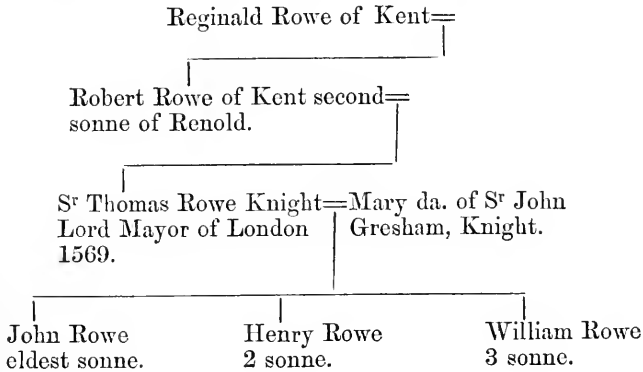 Reginald Rowe of Kent=
Robert Rowe of Kent second=
sonne of Renold.
Sʳ Thomas Rowe Knight=Mary da. of Sʳ John
Lord Mayor of London Gresham, Knight.
1569.
John Rowe Henry Rowe William Rowe
eldest sonne. 2 sonne. 3 sonne.